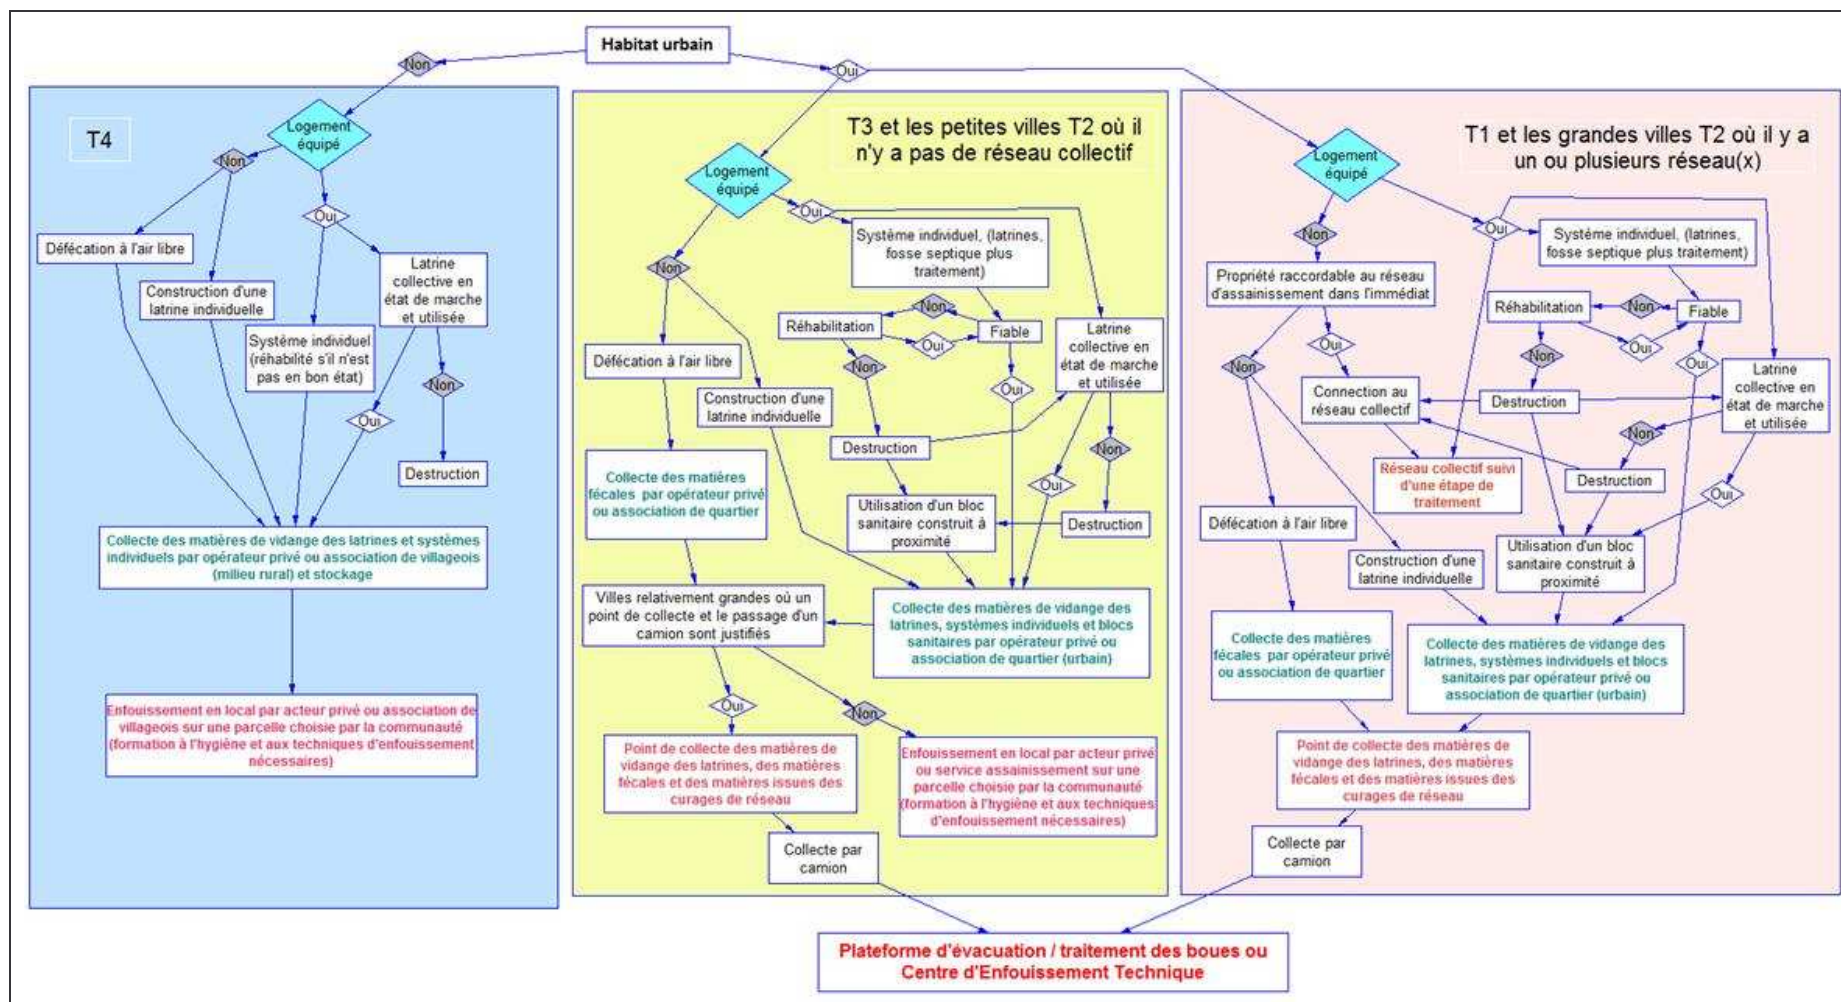 Habitat urbain
Non
Oui
T4
Logement
équipé
Non
Oui
Défécation à l'air libre
Construction d'une
latrine individuelle
Système individuel
(réhabilité s'il n'est
pas en bon état)
Latrine
collective en
état de marche
et utilisée
Non
Oui
Destruction
Collecte des matières de vidange des latrines et systèmes
individuels par opérateur privé ou association de villageois
(milieu rural) et stockage
Enfouissement en local par acteur privé ou association de
villageois sur une parcelle choisie par la communauté
(formation à l'hygiène et aux techniques d'enfouissement
nécessaires)
T3 et les petites villes T2 où il
n'y a pas de réseau collectif
Logement
équipé
Oui
Non
Système individuel, (latrines,
fosse septique plus
traitement)
Non
Réhabilitation
Fiable
Oui
Latrine
collective en
état de marche
et utilisée
Défécation à l'air libre
Non
Oui
Construction d'une
latrine individuelle
Destruction
Non
Collecte des matières
fécales par opérateur privé
ou association de quartier
Oui
Utilisation d'un bloc
sanitaire construit à
proximité
Destruction
Villes relativement grandes où un
point de collecte et le passage d'un
camion sont justifiés
Collecte des matières de vidange des
latrines, systèmes individuels et blocs
sanitaires par opérateur privé ou
association de quartier (urbain)
Oui
Non
Point de collecte des matières de
vidange des latrines, des matières
fécales et des matières issues des
curages de réseau
Enfouissement en local par acteur privé
ou service assainissement sur une
parcelle choisie par la communauté
(formation à l'hygiène et aux techniques
d'enfouissement nécessaires)
Collecte par
camion
T1 et les grandes villes T2 où il y a
un ou plusieurs réseau(x)
Logement
équipé
Non
Oui
Système individuel, (latrines,
fosse septique plus traitement)
Propriété raccordable au réseau
d'assainissement dans l'immédiat
Réhabilitation
Non
Fiable
Oui
Oui
Non
Non
Oui
Latrine
collective en
état de marche
et utilisée
Connection au
réseau collectif
Destruction
Non
Réseau collectif suivi
d'une étape de
traitement
Destruction
Oui
Défécation à l'air libre
Construction d'une
latrine individuelle
Utilisation d'un bloc
sanitaire construit à
proximité
Collecte des matières
fécales par opérateur privé
ou association de quartier
Collecte des matières de vidange des
latrines, systèmes individuels et blocs
sanitaires par opérateur privé ou
association de quartier (urbain)
Point de collecte des matières de
vidange des latrines, des matières
fécales et des matières issues des
curages de réseau
Collecte par
camion
Plateforme d'évacuation / traitement des boues ou
Centre d'Enfouissement Technique